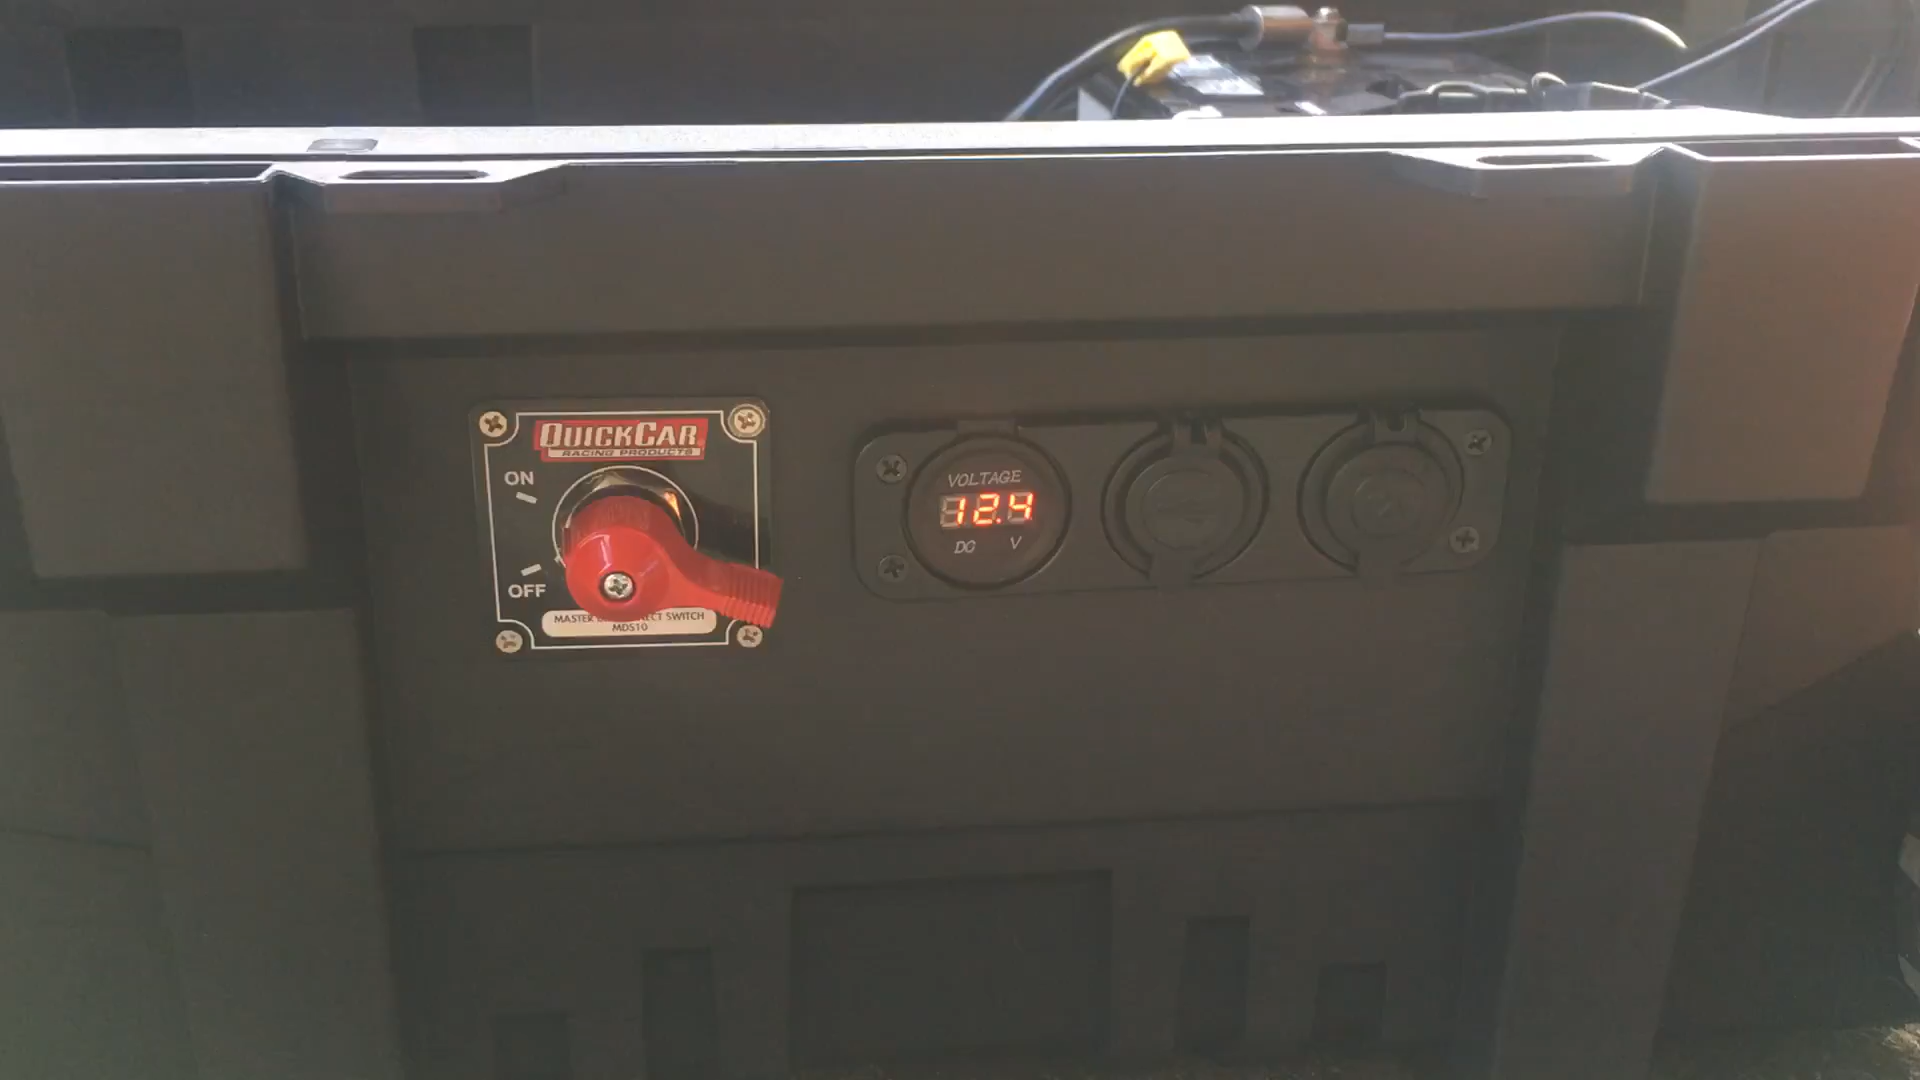 QUICKCAR
RACING PRODUCTS
ON
OFF
MASTER SWITCH
MDS10
VOLTAGE
12.4
DC V